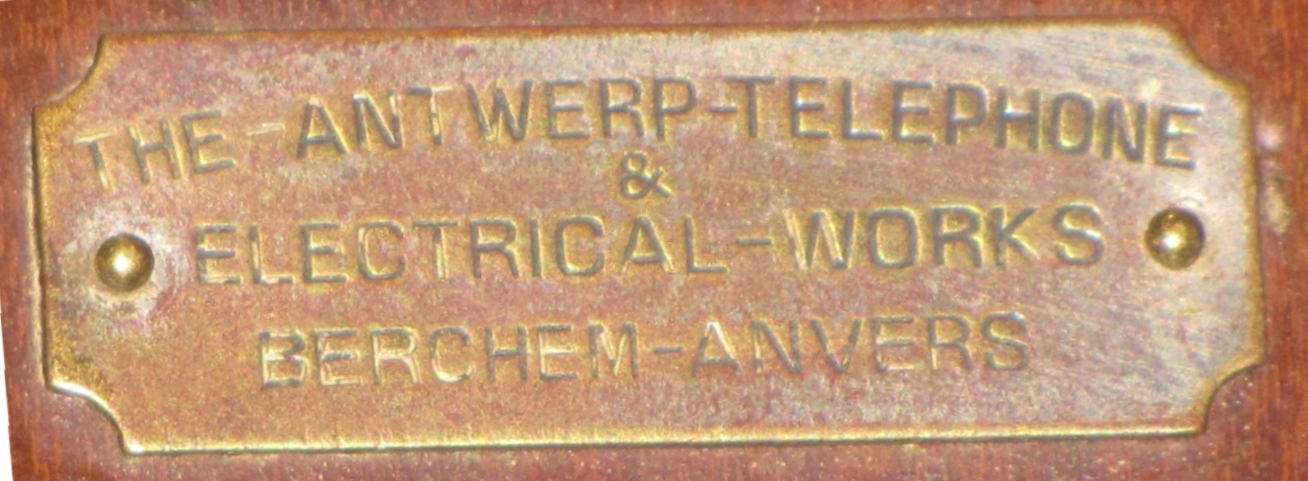 THE-ANTWERP-TELEPHONE
&
ELECTRICAL-WORKS
BERCHEM-ANVERS